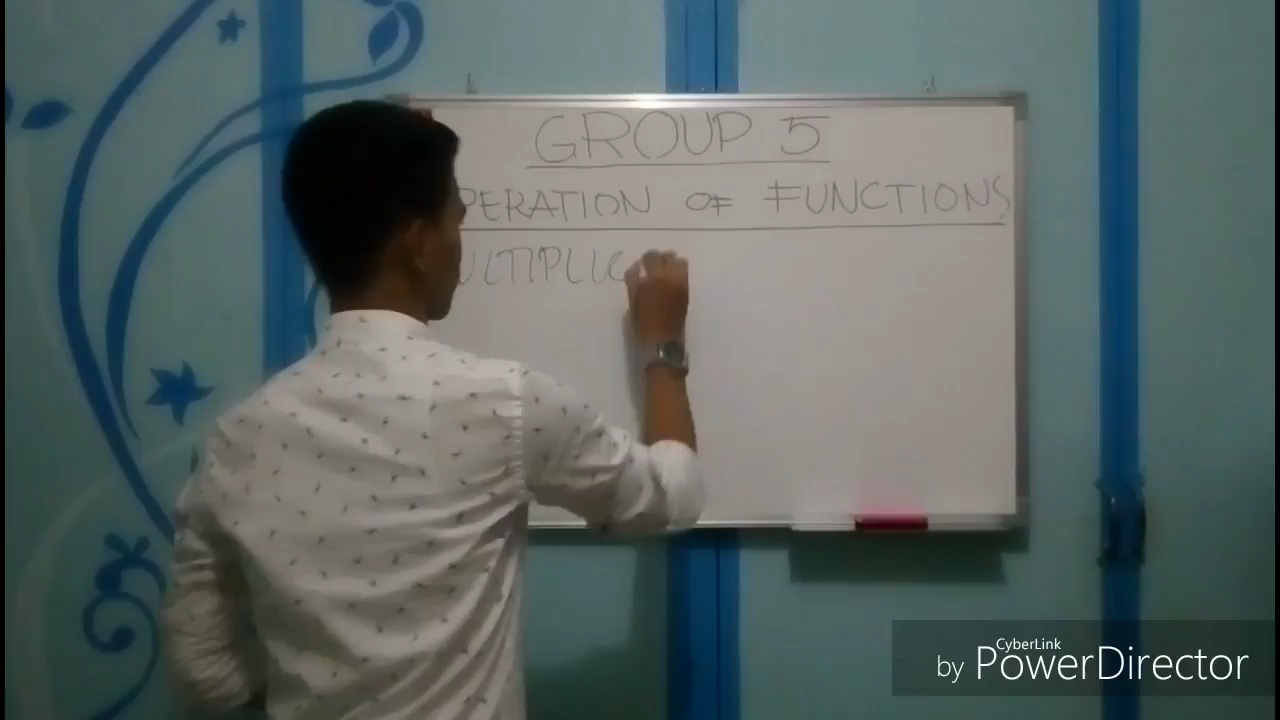 GROUP 5
PERATION OF FUNCTIONS
ULTIPLIC
CyberLink
by PowerDirector